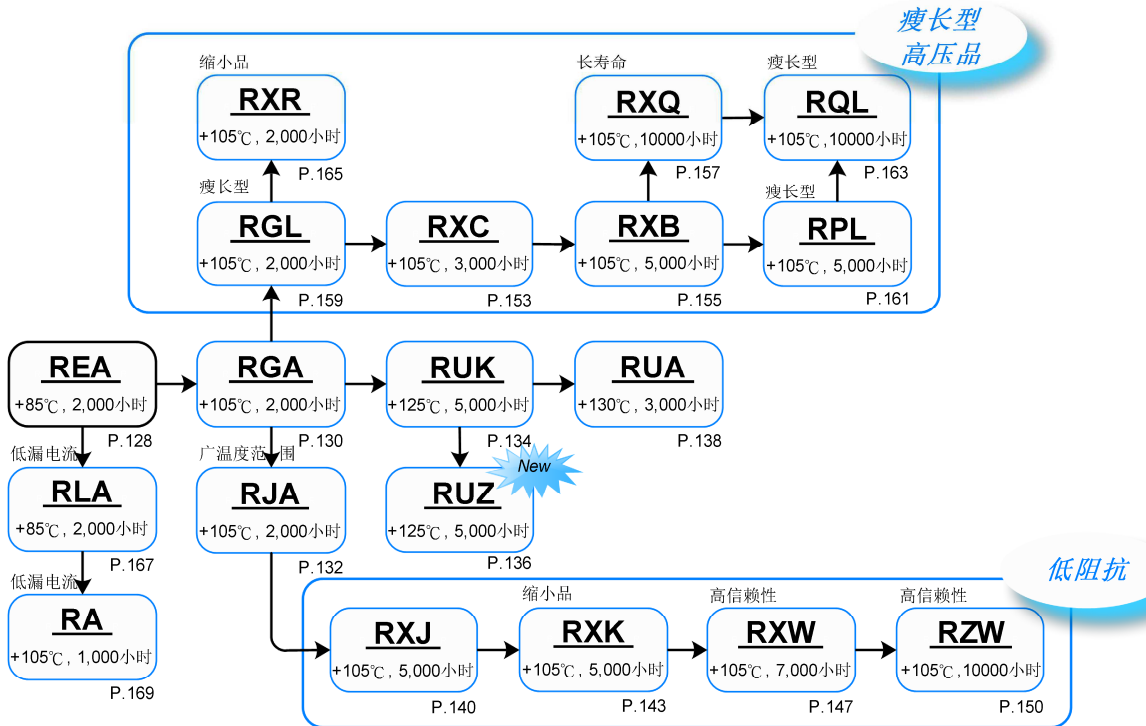 瘦长型
高压品
缩小品
RXR
+105℃, 2,000小时
P.165
长寿命
RXQ
+105℃,10000小时
P.157
瘦长型
RQL
+105℃,10000小时
P.163
瘦长型
RGL
+105℃, 2,000小时
P.159
RXC
+105℃, 3,000小时
P.153
RXB
+105℃, 5,000小时
P.155
瘦长型
RPL
+105℃, 5,000小时
P.161
REA
+85℃, 2,000小时
P.128
RGA
+105℃, 2,000小时
P.130
RUK
+125℃, 5,000小时
P.134
RUA
+130℃, 3,000小时
P.138
低漏电流
RLA
+85℃, 2,000小时
P.167
广温度范围
RJA
+105℃, 2,000小时
P.132
New
RUZ
+125℃, 5,000小时
P.136
低漏电流
RA
+105℃, 1,000小时
P.169
低阻抗
RXJ
+105℃, 5,000小时
P.140
缩小品
RXK
+105℃, 5,000小时
P.143
高信赖性
RXW
+105℃, 7,000小时
P.147
高信赖性
RZW
+105℃,10000小时
P.150